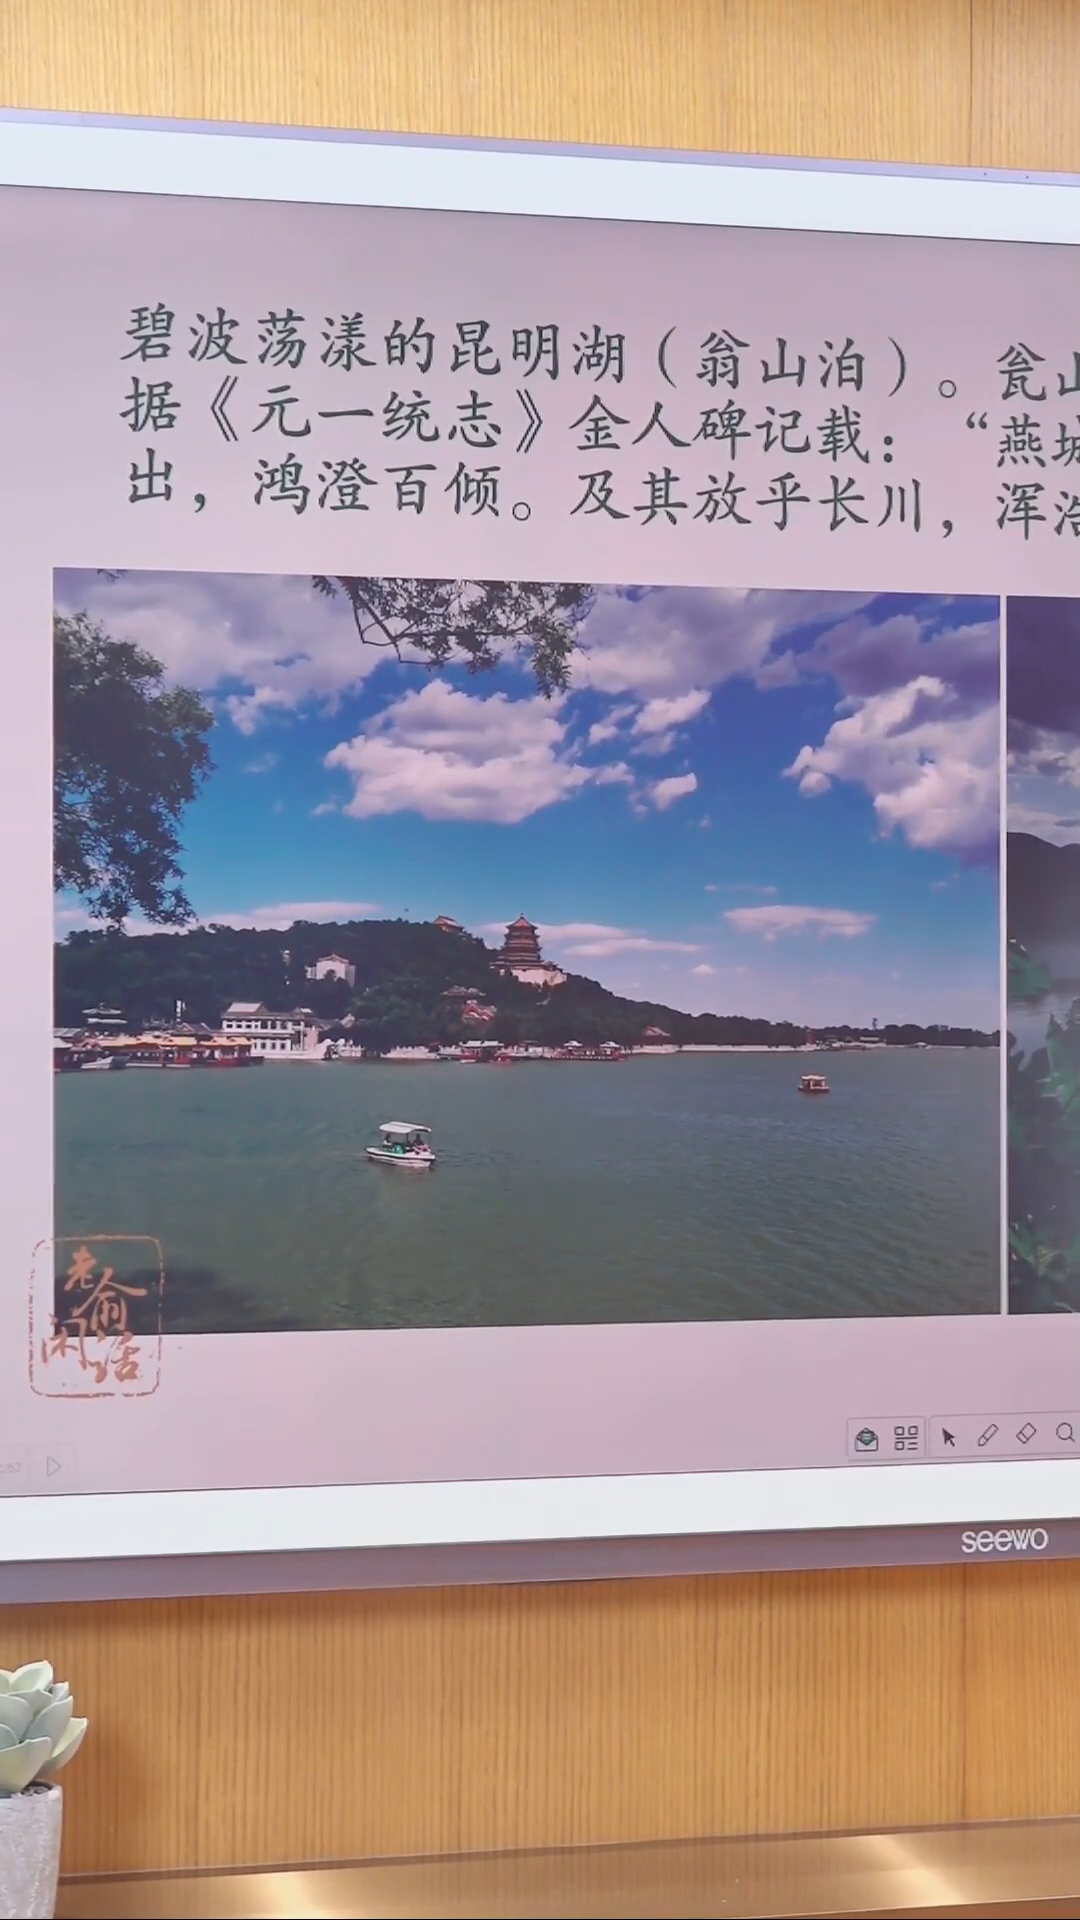 碧波荡漾的昆明湖（翁山泊）。瓮山
据《元一统志》金人碑记载：“燕城
出，鸿澄百倾。及其放乎长川，浑浩
老俞
闲话
seewo